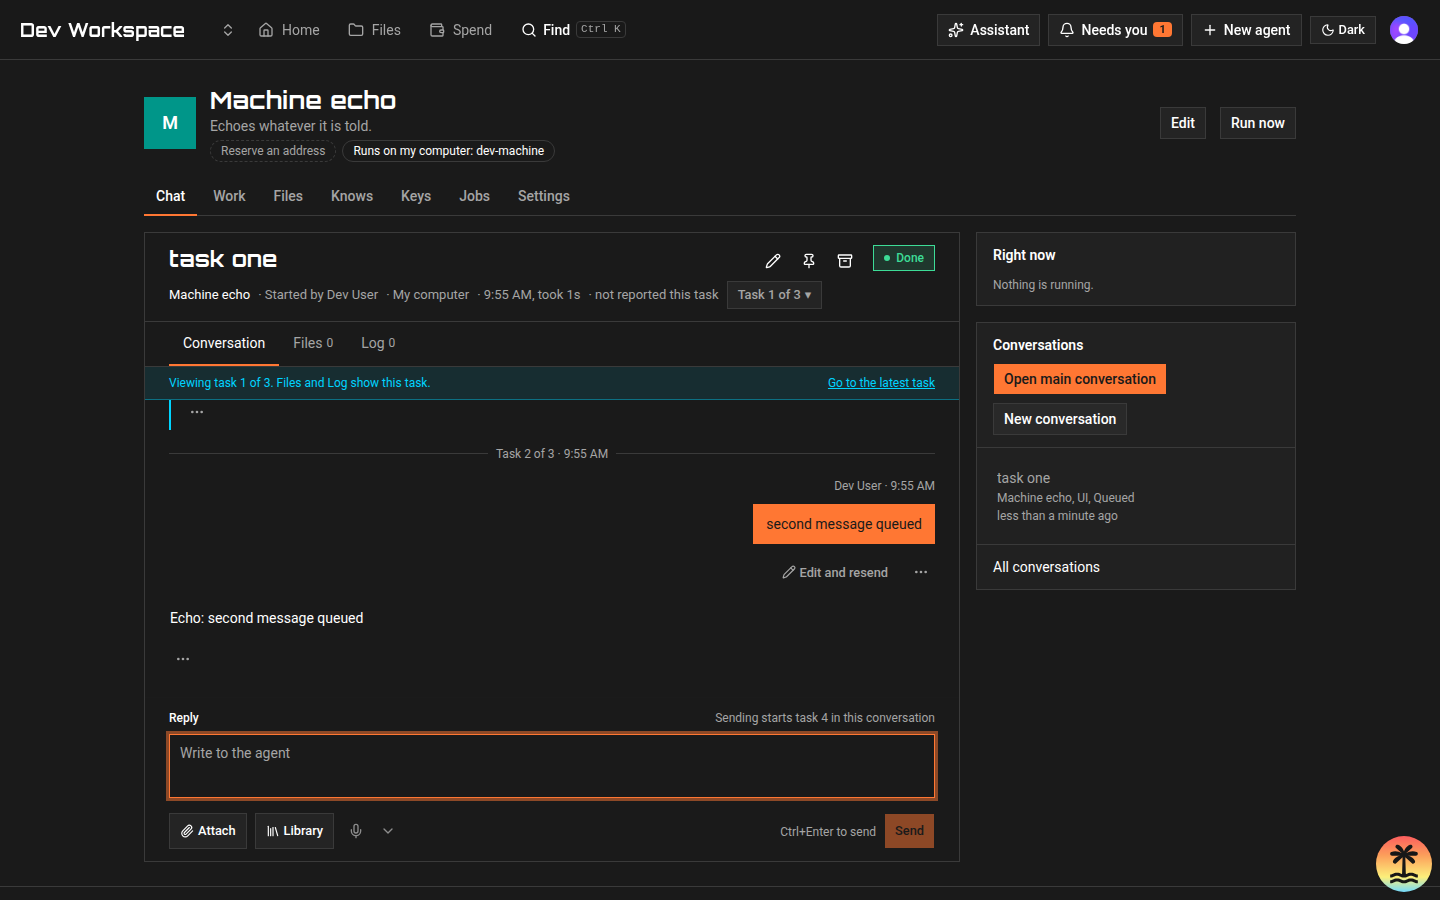 Dev Workspace
Home
Files
Spend
Find Ctrl K
Assistant
Needs you 1
New agent
Dark
M
Machine echo
Echoes whatever it is told.
Reserve an address
Runs on my computer: dev-machine
Edit
Run now
Chat
Work
Files
Knows
Keys
Jobs
Settings
task one
Done
Machine echo · Started by Dev User · My computer · 9:55 AM, took 1s · not reported this task
Task 1 of 3 ▾
Conversation
Files 0
Log 0
Viewing task 1 of 3. Files and Log show this task.
Go to the latest task
Task 2 of 3 · 9:55 AM
Dev User · 9:55 AM
second message queued
Edit and resend
Echo: second message queued
Reply
Sending starts task 4 in this conversation
Write to the agent
Attach
Library
Ctrl+Enter to send
Send
Right now
Nothing is running.
Conversations
Open main conversation
New conversation
task one
Machine echo, UI, Queued
less than a minute ago
All conversations